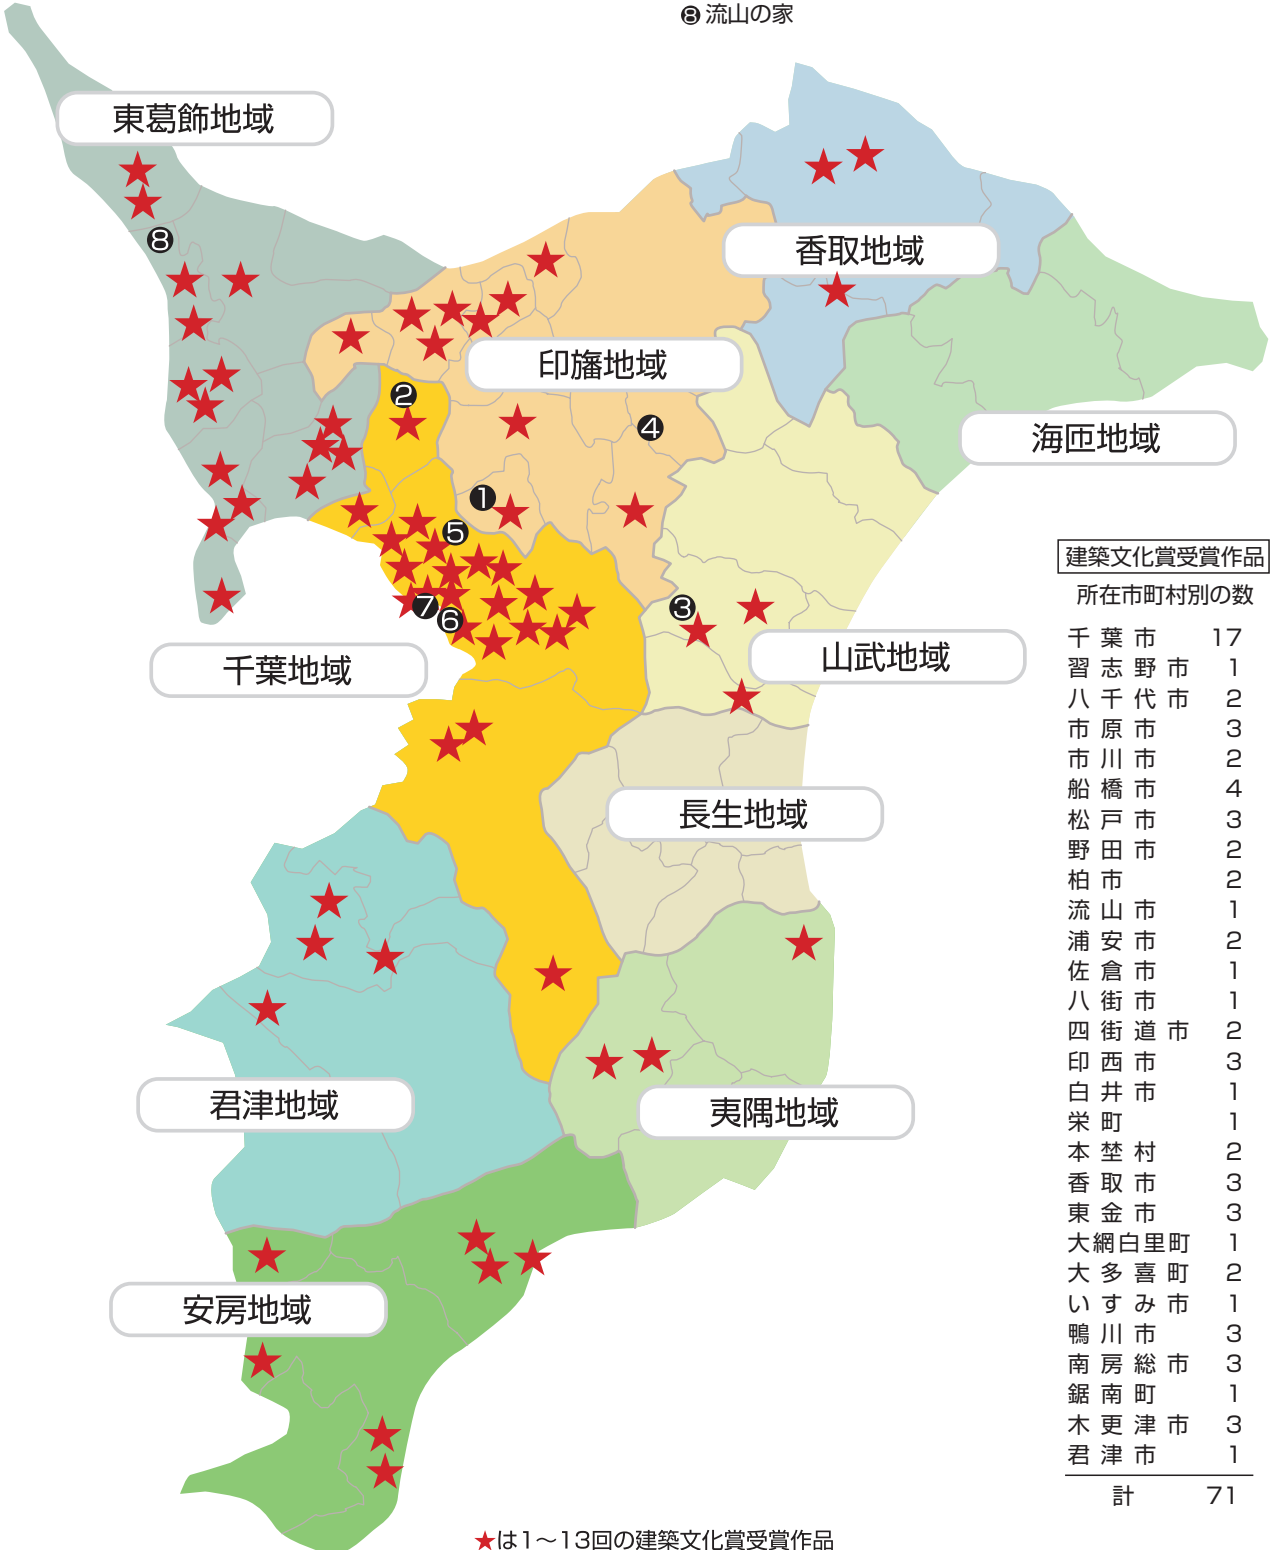 ❽ 流山の家
東葛飾地域
香取地域
印旛地域
海匝地域
千葉地域
山武地域
長生地域
君津地域
夷隅地域
安房地域
❽
❷
❹
❶
❺
❼
❻
❸
建築文化賞受賞作品
所在市町村別の数
千葉市 17
習志野市 1
八千代市 2
市原市 3
市川市 2
船橋市 4
松戸市 3
野田市 2
柏市 2
流山市 1
浦安市 2
佐倉市 1
八街市 1
四街道市 2
印西市 3
白井市 1
栄町 1
本埜村 2
香取市 3
東金市 3
大網白里町 1
大多喜町 2
いすみ市 1
鴨川市 3
南房総市 3
鋸南町 1
木更津市 3
君津市 1
計 71
★は1～13回の建築文化賞受賞作品